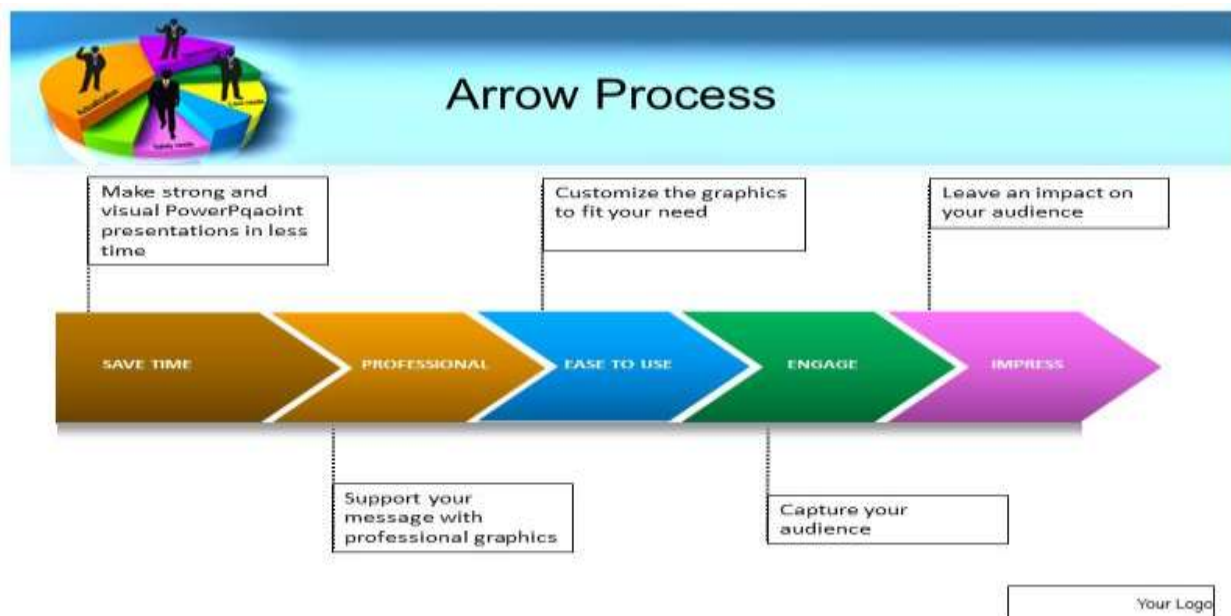 Arrow Process
Make strong and
visual PowerPqaoint
presentations in less
time
Customize the graphics
to fit your need
Leave an impact on
your audience
SAVE TIME
PROFESSIONAL
EASE TO USE
ENGAGE
IMPRESS
Support your
message with
professional graphics
Capture your
audience
Your Logo